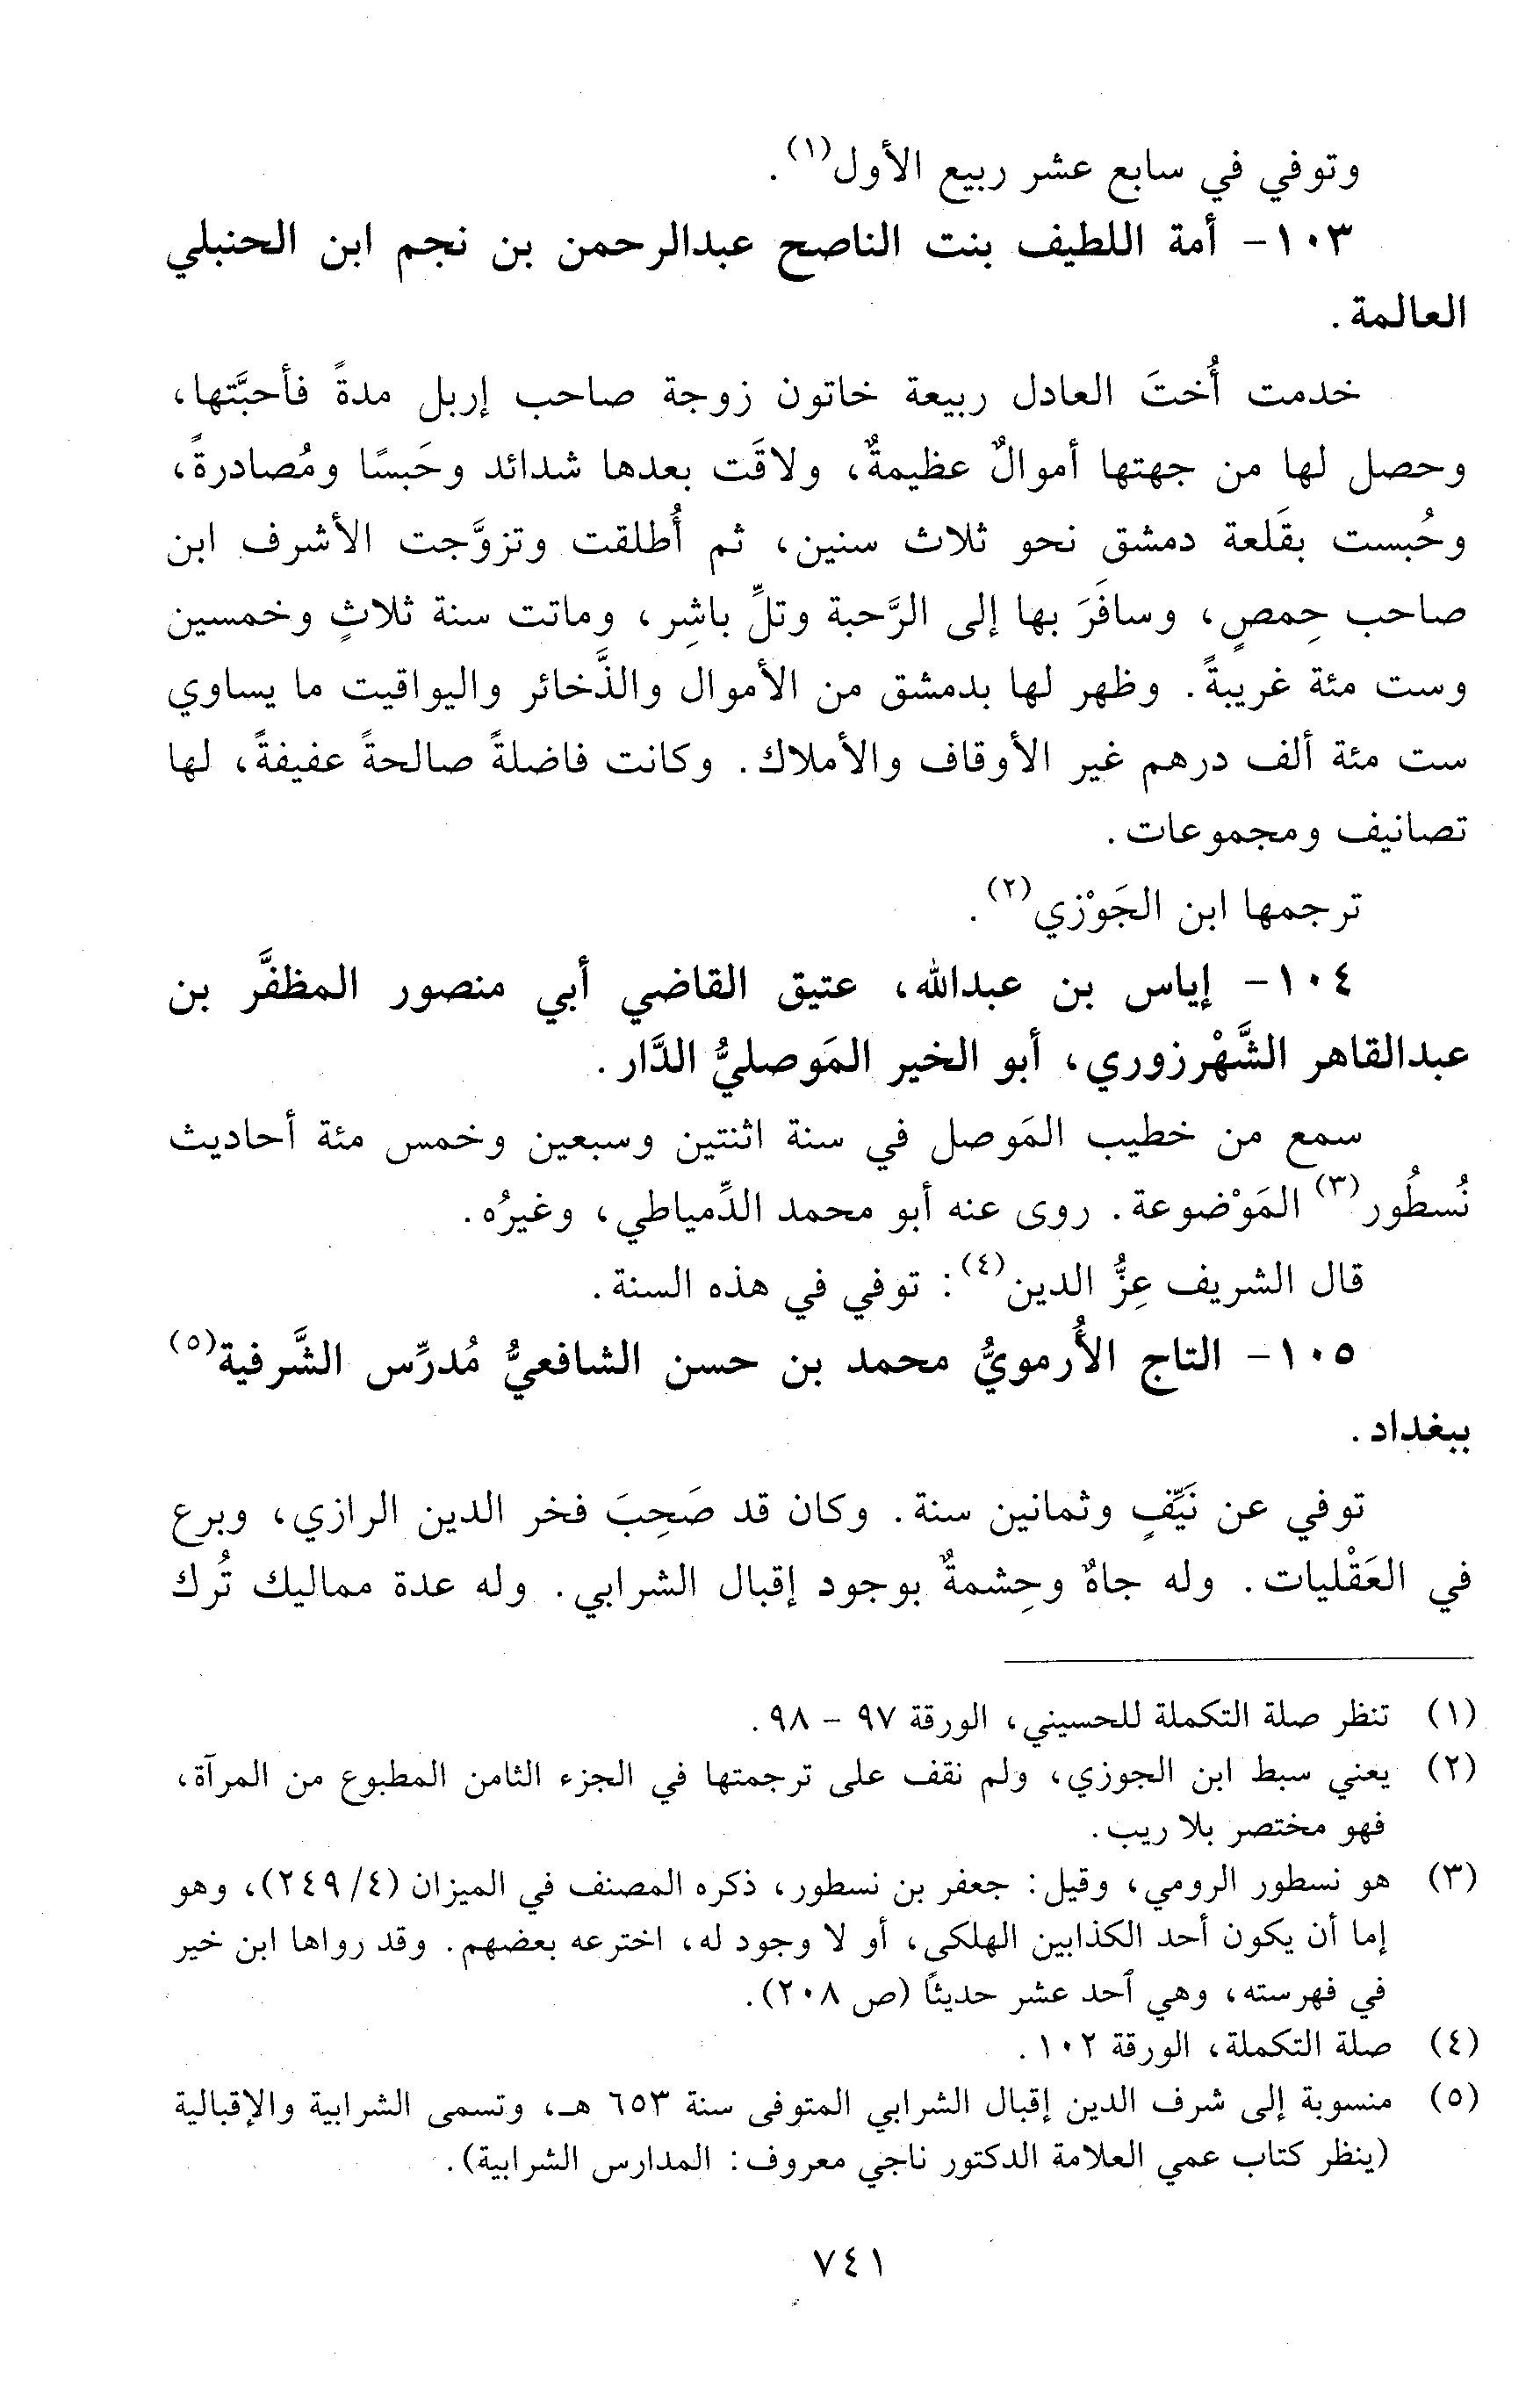 وتوفي في سابع عشر ربيع الأول(١).
١٠٣- أمة اللطيف بنت الناصح عبدالرحمن بن نجم ابن الحنبلي
العالمة.
خدمت أُختَ العادل ربيعة خاتون زوجة صاحب إربل مدةً فأحبَّتها،
وحصل لها من جهتها أموالٌ عظيمةٌ، ولاقَت بعدها شدائد وحَبسًا ومُصادرةً،
وحُبست بقَلعة دمشق نحو ثلاث سنين، ثم أُطلقت وتزوَّجت الأشرف ابن
صاحب حِمصٍ، وسافَرَ بها إلى الرَّحبة وتلِّ باشِر، وماتت سنة ثلاثٍ وخمسين
وست مئة غريبةً. وظهر لها بدمشق من الأموال والذَّخائر واليواقيت ما يساوي
ست مئة ألف درهم غير الأوقاف والأملاك. وكانت فاضلةً صالحةً عفيفةً، لها
تصانيف ومجموعات.
ترجمها ابن الجَوْزي(٢).
١٠٤- إياس بن عبدالله، عتيق القاضي أبي منصور المظفَّر بن
عبدالقاهر الشَّهْرزوري، أبو الخير المَوصليُّ الدَّار.
سمع من خطيب المَوصل في سنة اثنتين وسبعين وخمس مئة أحاديث
نُسطُور(٣) المَوْضوعة. روى عنه أبو محمد الدِّمياطي، وغيرُه.
قال الشريف عِزُّ الدين(٤): توفي في هذه السنة.
١٠٥- التاج الأُرمويُّ محمد بن حسن الشافعيُّ مُدرِّس الشَّرفية(٥)
ببغداد.
توفي عن نَيِّفٍ وثمانين سنة. وكان قد صَحِبَ فخر الدين الرازي، وبرع
في العَقْليات. وله جاهٌ وحِشمةٌ بوجود إقبال الشرابي. وله عدة مماليك تُرك
(١) تنظر صلة التكملة للحسيني، الورقة ٩٧ - ٩٨.
(٢) يعني سبط ابن الجوزي، ولم نقف على ترجمتها في الجزء الثامن المطبوع من المرآة،
فهو مختصر بلا ريب.
(٣) هو نسطور الرومي، وقيل: جعفر بن نسطور، ذكره المصنف في الميزان (٤/ ٢٤٩)، وهو
إما أن يكون أحد الكذابين الهلكى، أو لا وجود له، اخترعه بعضهم. وقد رواها ابن خير
في فهرسته، وهي أحد عشر حديثًا (ص ٢٠٨).
(٤) صلة التكملة، الورقة ١٠٢.
(٥) منسوبة إلى شرف الدين إقبال الشرابي المتوفى سنة ٦٥٣ هـ، وتسمى الشرابية والإقبالية
(ينظر كتاب عمي العلامة الدكتور ناجي معروف: المدارس الشرابية).
٧٤١